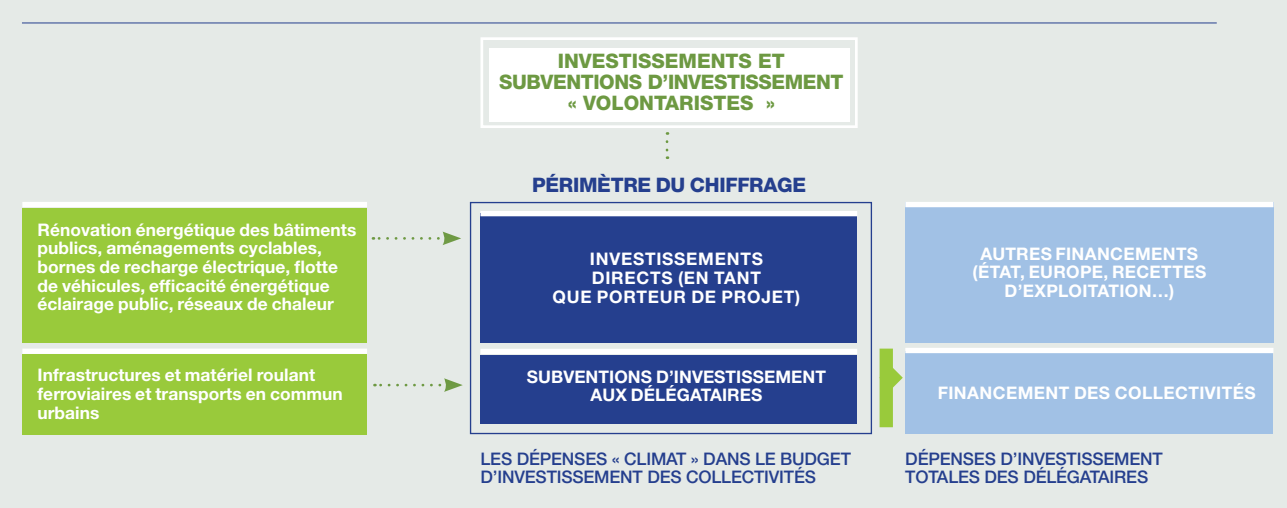 INVESTISSEMENTS ET
SUBVENTIONS D’INVESTISSEMENT
« VOLONTARISTES »
PÉRIMÈTRE DU CHIFFRAGE
Rénovation énergétique des bâtiments
publics, aménagements cyclables,
bornes de recharge électrique, flotte
de véhicules, efficacité énergétique
éclairage public, réseaux de chaleur
INVESTISSEMENTS
DIRECTS (EN TANT
QUE PORTEUR DE PROJET)
AUTRES FINANCEMENTS
(ÉTAT, EUROPE, RECETTES
D’EXPLOITATION…)
Infrastructures et matériel roulant
ferroviaires et transports en commun
urbains
SUBVENTIONS D’INVESTISSEMENT
AUX DÉLÉGATAIRES
FINANCEMENT DES COLLECTIVITÉS
LES DÉPENSES « CLIMAT » DANS LE BUDGET
D’INVESTISSEMENT DES COLLECTIVITÉS
DÉPENSES D’INVESTISSEMENT
TOTALES DES DÉLÉGATAIRES